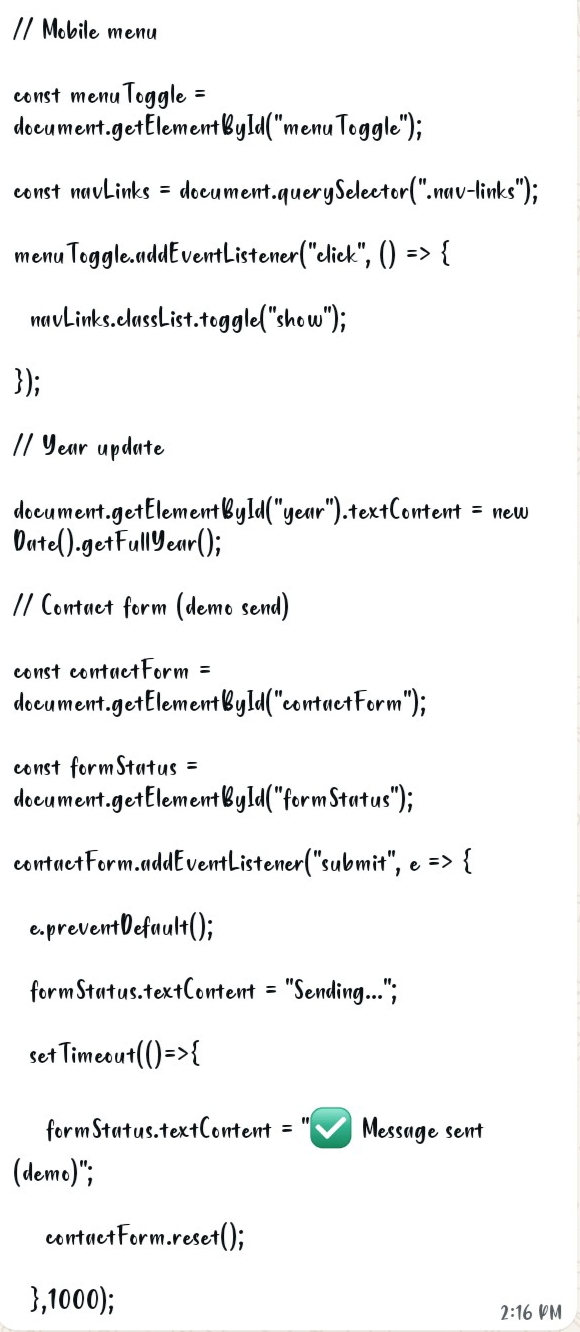 // Mobile menu
const menuToggle =
document.getElementById("menuToggle");
const navLinks = document.querySelector(".nav-links");
menuToggle.addEventListener("click", () => {
navLinks.classList.toggle("show");
});
// Year update
document.getElementById("year").textContent = new
Date().getFullYear();
// Contact form (demo send)
const contactForm =
document.getElementById("contactForm");
const formStatus =
document.getElementById("formStatus");
contactForm.addEventListener("submit", e => {
e.preventDefault();
formStatus.textContent = "Sending...";
setTimeout(()=>{
formStatus.textContent = "✅ Message sent
(demo)";
contactForm.reset();
},1000);
2:16 PM